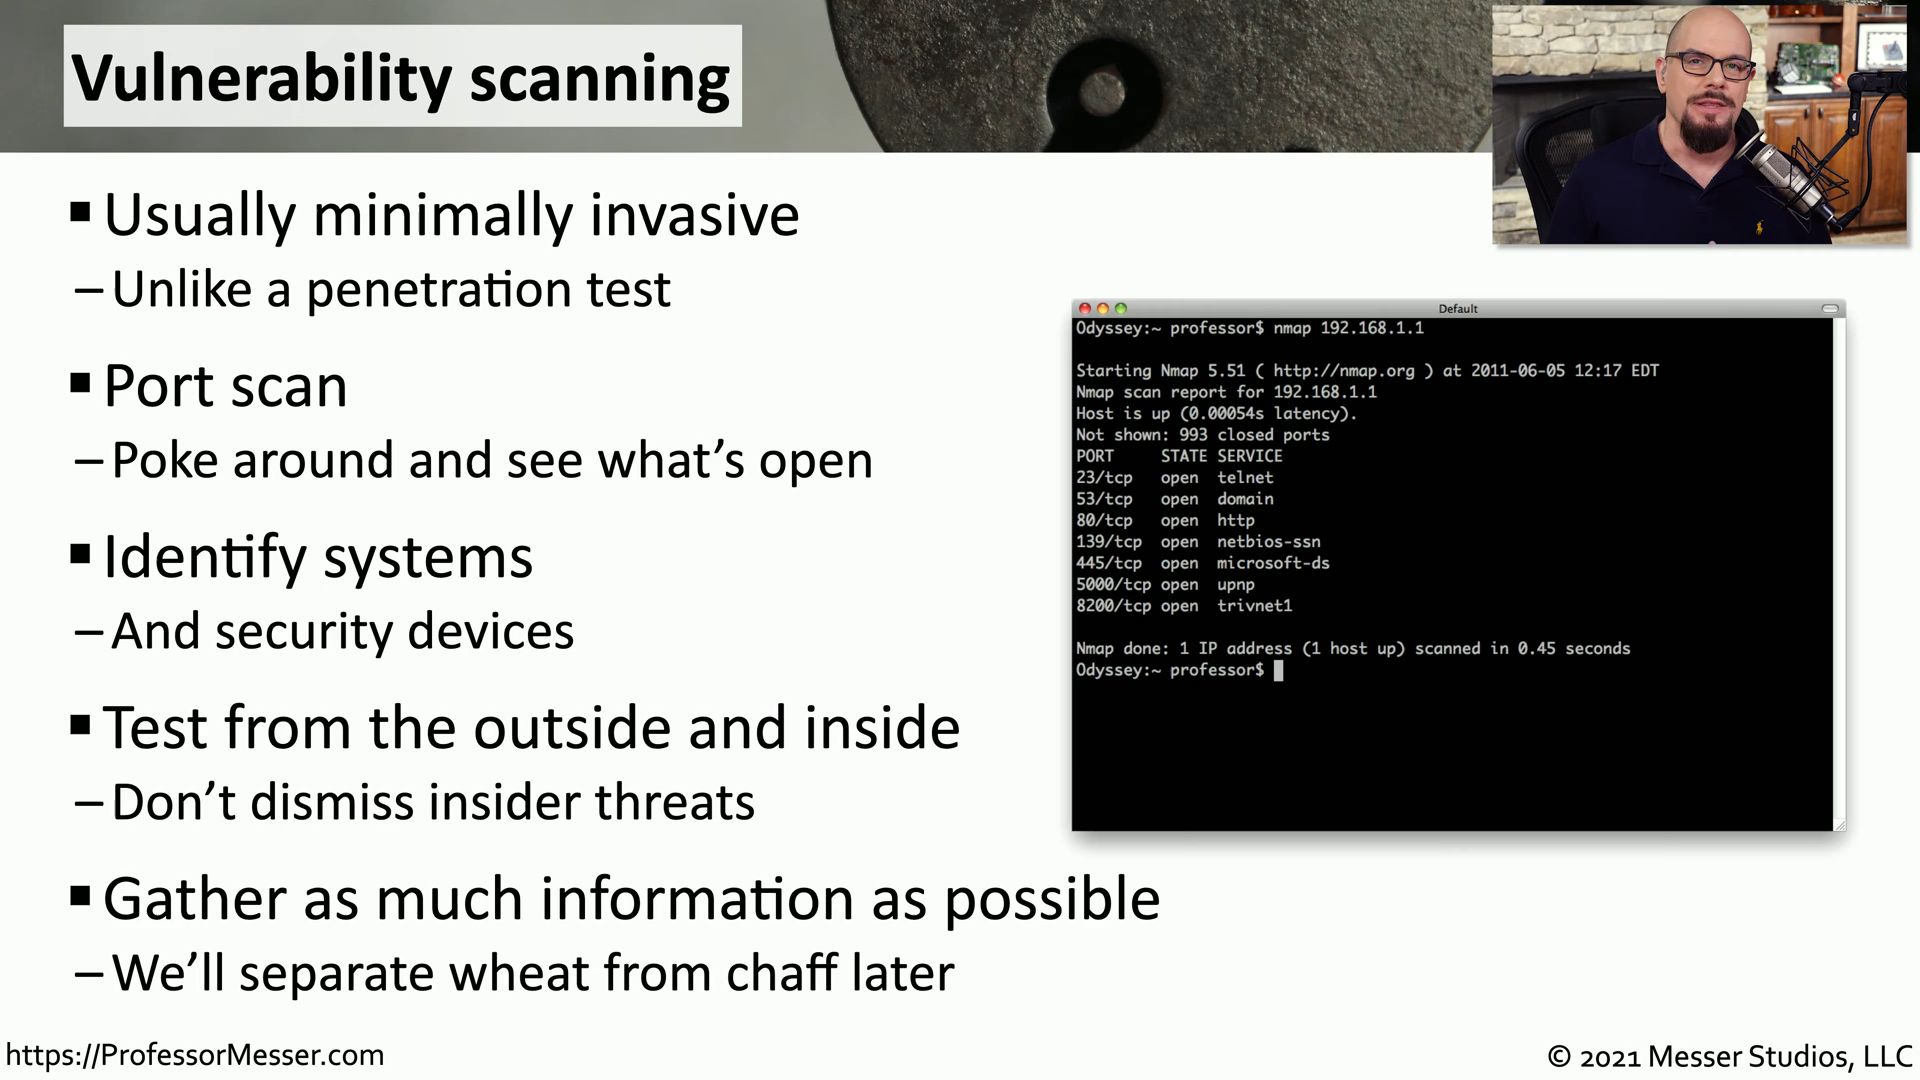 Vulnerability scanning
▪ Usually minimally invasive
– Unlike a penetration test
▪ Port scan
– Poke around and see what’s open
▪ Identify systems
– And security devices
▪ Test from the outside and inside
– Don’t dismiss insider threats
▪ Gather as much information as possible
– We’ll separate wheat from chaff later
Default
Odyssey:~ professor$ nmap 192.168.1.1
Starting Nmap 5.51 ( http://nmap.org ) at 2011-06-05 12:17 EDT
Nmap scan report for 192.168.1.1
Host is up (0.00054s latency).
Not shown: 993 closed ports
PORT     STATE SERVICE
23/tcp   open  telnet
53/tcp   open  domain
80/tcp   open  http
139/tcp  open  netbios-ssn
445/tcp  open  microsoft-ds
5000/tcp open  upnp
8200/tcp open  trivnet1
Nmap done: 1 IP address (1 host up) scanned in 0.45 seconds
Odyssey:~ professor$
https://ProfessorMesser.com
© 2021 Messer Studios, LLC